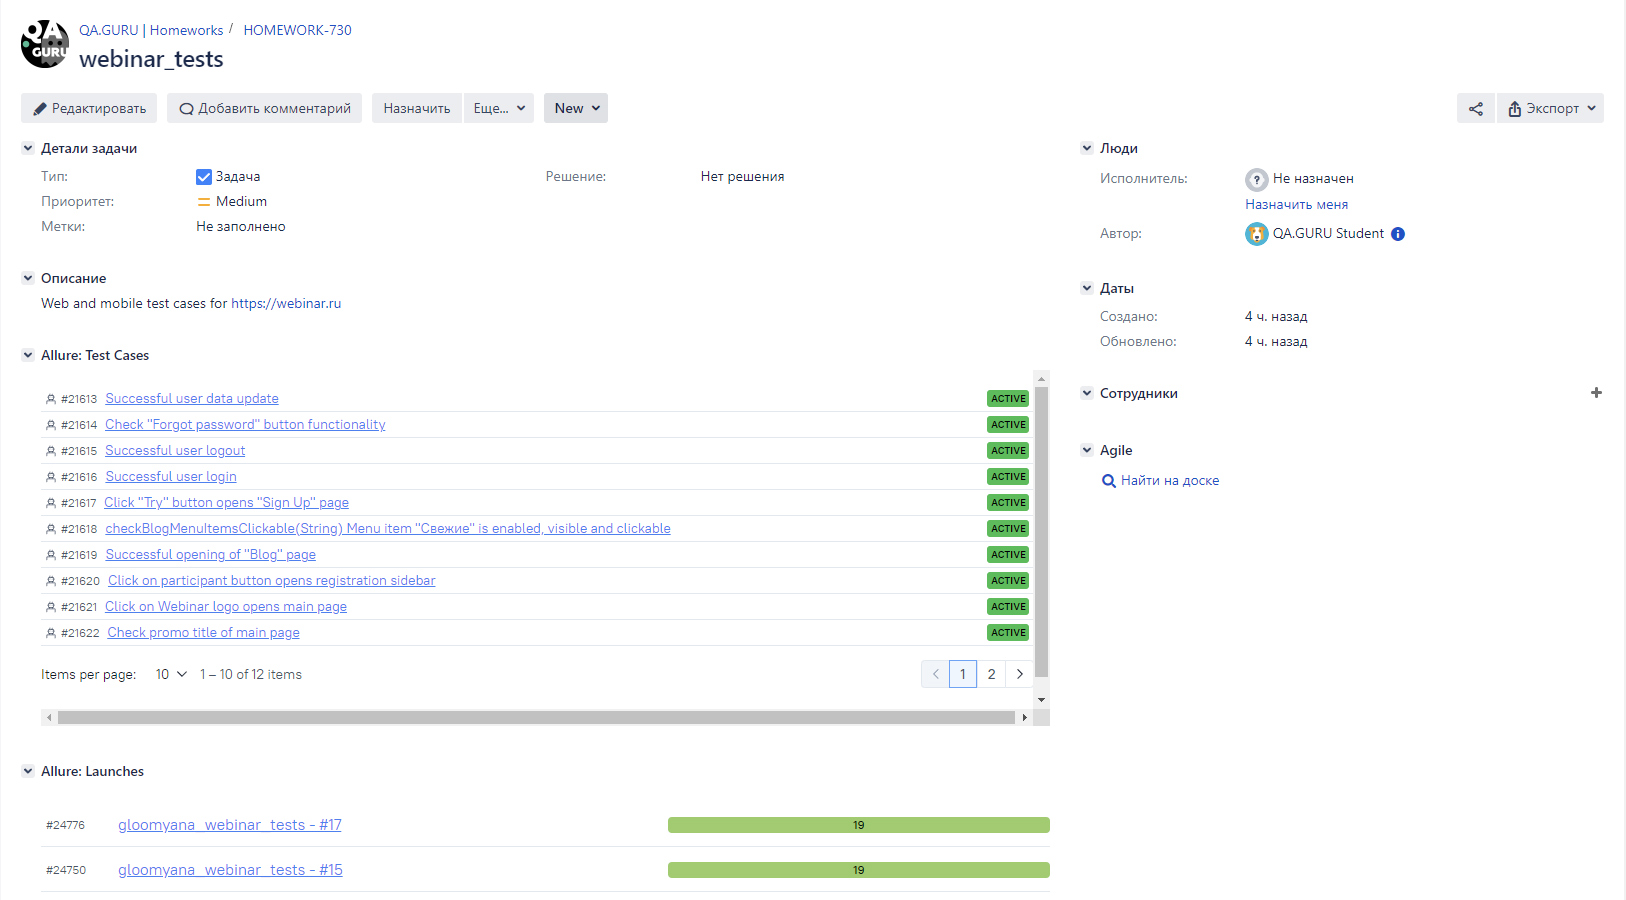 QA
GURU
QA.GURU | Homeworks / HOMEWORK-730
webinar_tests
Редактировать Добавить комментарий Назначить Еще... New Экспорт
Детали задачи
Тип: Задача Решение: Нет решения
Приоритет: Medium
Метки: Не заполнено
Описание
Web and mobile test cases for https://webinar.ru
Allure: Test Cases
#21613 Successful user data update ACTIVE
#21614 Check "Forgot password" button functionality ACTIVE
#21615 Successful user logout ACTIVE
#21616 Successful user login ACTIVE
#21617 Click "Try" button opens "Sign Up" page ACTIVE
#21618 checkBlogMenuItemsClickable(String) Menu item "Свежие" is enabled, visible and clickable ACTIVE
#21619 Successful opening of "Blog" page ACTIVE
#21620 Click on participant button opens registration sidebar ACTIVE
#21621 Click on Webinar logo opens main page ACTIVE
#21622 Check promo title of main page ACTIVE
Items per page: 10 1 – 10 of 12 items 1 2
Allure: Launches
#24776 gloomyana_webinar_tests - #17 19
#24750 gloomyana_webinar_tests - #15 19
Люди
Исполнитель: Не назначен
Назначить меня
Автор: QA.GURU Student
Даты
Создано: 4 ч. назад
Обновлено: 4 ч. назад
Сотрудники
Agile
Найти на доске